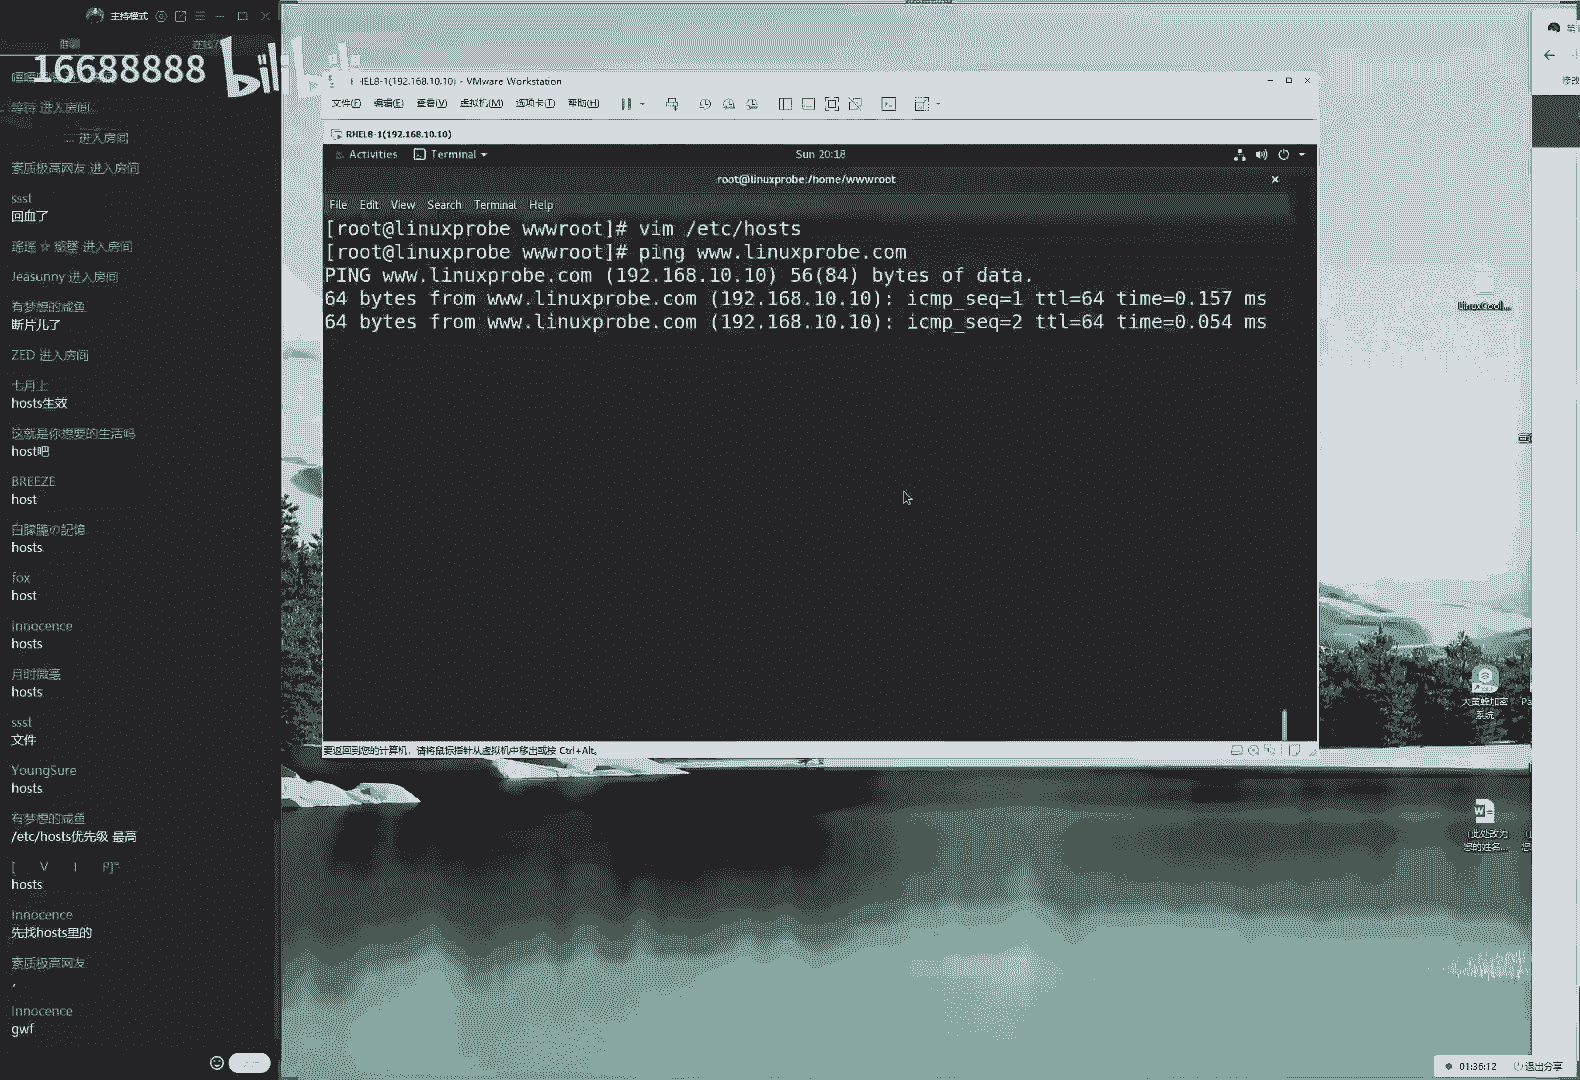 主持模式
16688888
bili
进入房间
进入房间
素质极高网友 进入房间
ssst
回血了
进入房间
Jeasunny 进入房间
有梦想的咸鱼
断片儿了
ZED 进入房间
七月上
hosts生效
这就是你想要的生活吗
host吧
BREEZE
host
白朦朧の記憶
hosts
fox
host
Innocence
hosts
月时微毫
hosts
ssst
文件
YoungSure
hosts
有梦想的咸鱼
/etc/hosts优先级 最高
[ V I P]
hosts
Innocence
先找hosts里的
素质极高网友
,
Innocence
gwf
RHEL8-1(192.168.10.10) - VMware Workstation
文件(F) 编辑(E) 查看(V) 虚拟机(M) 选项卡(T) 帮助(H)
RHEL8-1(192.168.10.10)
Activities Terminal Sun 20:18
root@linuxprobe:/home/wwwroot
File Edit View Search Terminal Help
[root@linuxprobe wwwroot]# vim /etc/hosts
[root@linuxprobe wwwroot]# ping www.linuxprobe.com
PING www.linuxprobe.com (192.168.10.10) 56(84) bytes of data.
64 bytes from www.linuxprobe.com (192.168.10.10): icmp_seq=1 ttl=64 time=0.157 ms
64 bytes from www.linuxprobe.com (192.168.10.10): icmp_seq=2 ttl=64 time=0.054 ms
要返回到您的计算机，请将鼠标指针从虚拟机中移出或按 Ctrl+Alt。
修改
LinuxCool...
大黄蜂加密
系统
Pa
(此处改为
您的姓名...
01:36:12 退出分享